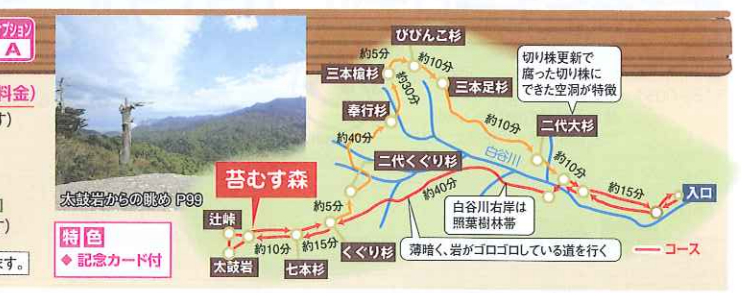 プション
A
料金)
す)
]
す)
ます。
太鼓岩からの眺め P99
特色
◆ 記念カード付
苔むす森
辻峠
太鼓岩
約10分
七本杉
約15分
くぐり杉
約5分
二代くぐり杉
約40分
奉行杉
約30分
三本槍杉
約5分
びびんこ杉
約10分
三本足杉
約10分
切り株更新で
腐った切り株に
できた空洞が特徴
二代大杉
約10分
白谷川
約15分
入口
約40分
白谷川右岸は
照葉樹林帯
薄暗く、岩がゴロゴロしている道を行く
コース